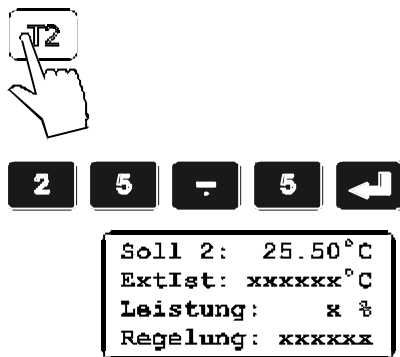 T2
2 5 . 5
Soll 2: 25.50°C
ExtIst: xxxxxx°C
Leistung: x %
Regelung: xxxxxx